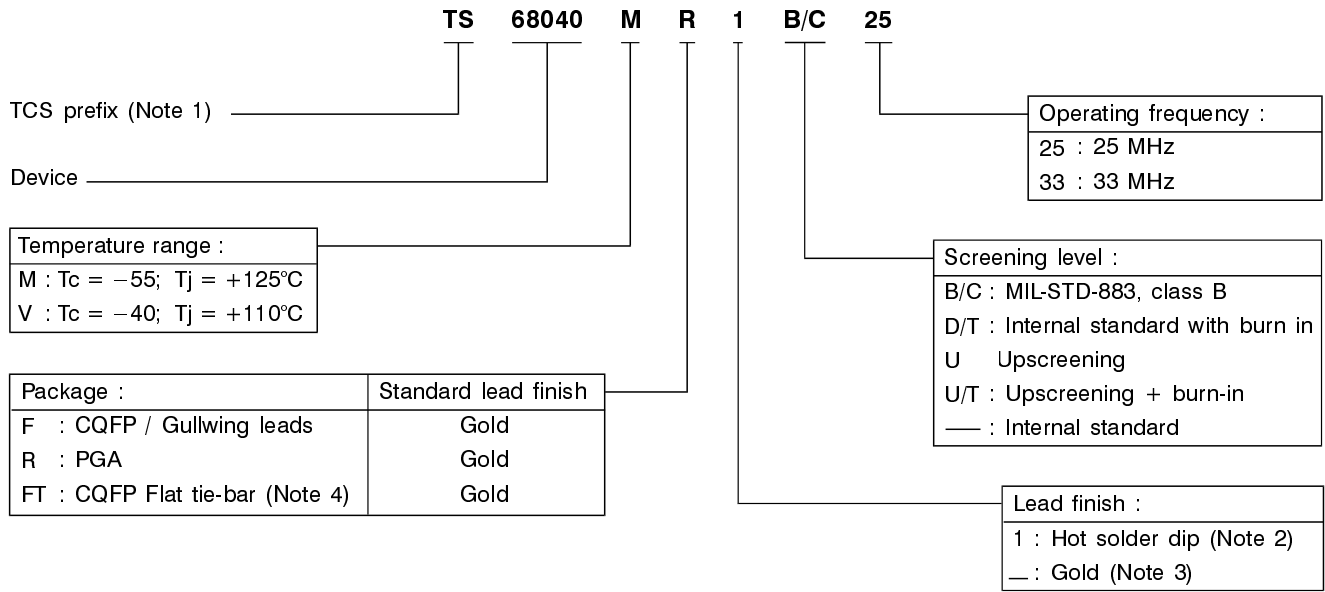 TS 68040 M R 1 B/C 25
TCS prefix (Note 1)
Device
Temperature range :
M : Tc = −55; Tj = +125°C
V : Tc = −40; Tj = +110°C
Package : Standard lead finish
F : CQFP / Gullwing leads Gold
R : PGA Gold
FT : CQFP Flat tie-bar (Note 4) Gold
Operating frequency :
25 : 25 MHz
33 : 33 MHz
Screening level :
B/C : MIL-STD-883, class B
D/T : Internal standard with burn in
U Upscreening
U/T : Upscreening + burn-in
— : Internal standard
Lead finish :
1 : Hot solder dip (Note 2)
— : Gold (Note 3)